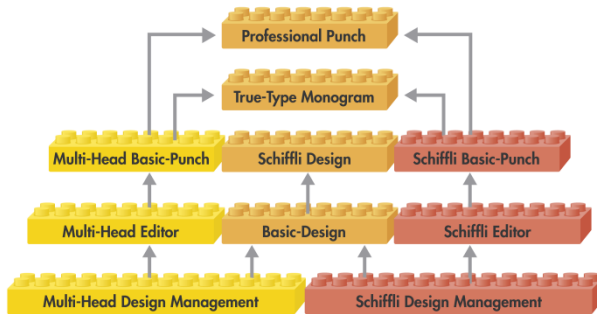 Professional Punch
True-Type Monogram
Multi-Head Basic-Punch
Schiffli Design
Schiffli Basic-Punch
Multi-Head Editor
Basic-Design
Schiffli Editor
Multi-Head Design Management
Schiffli Design Management